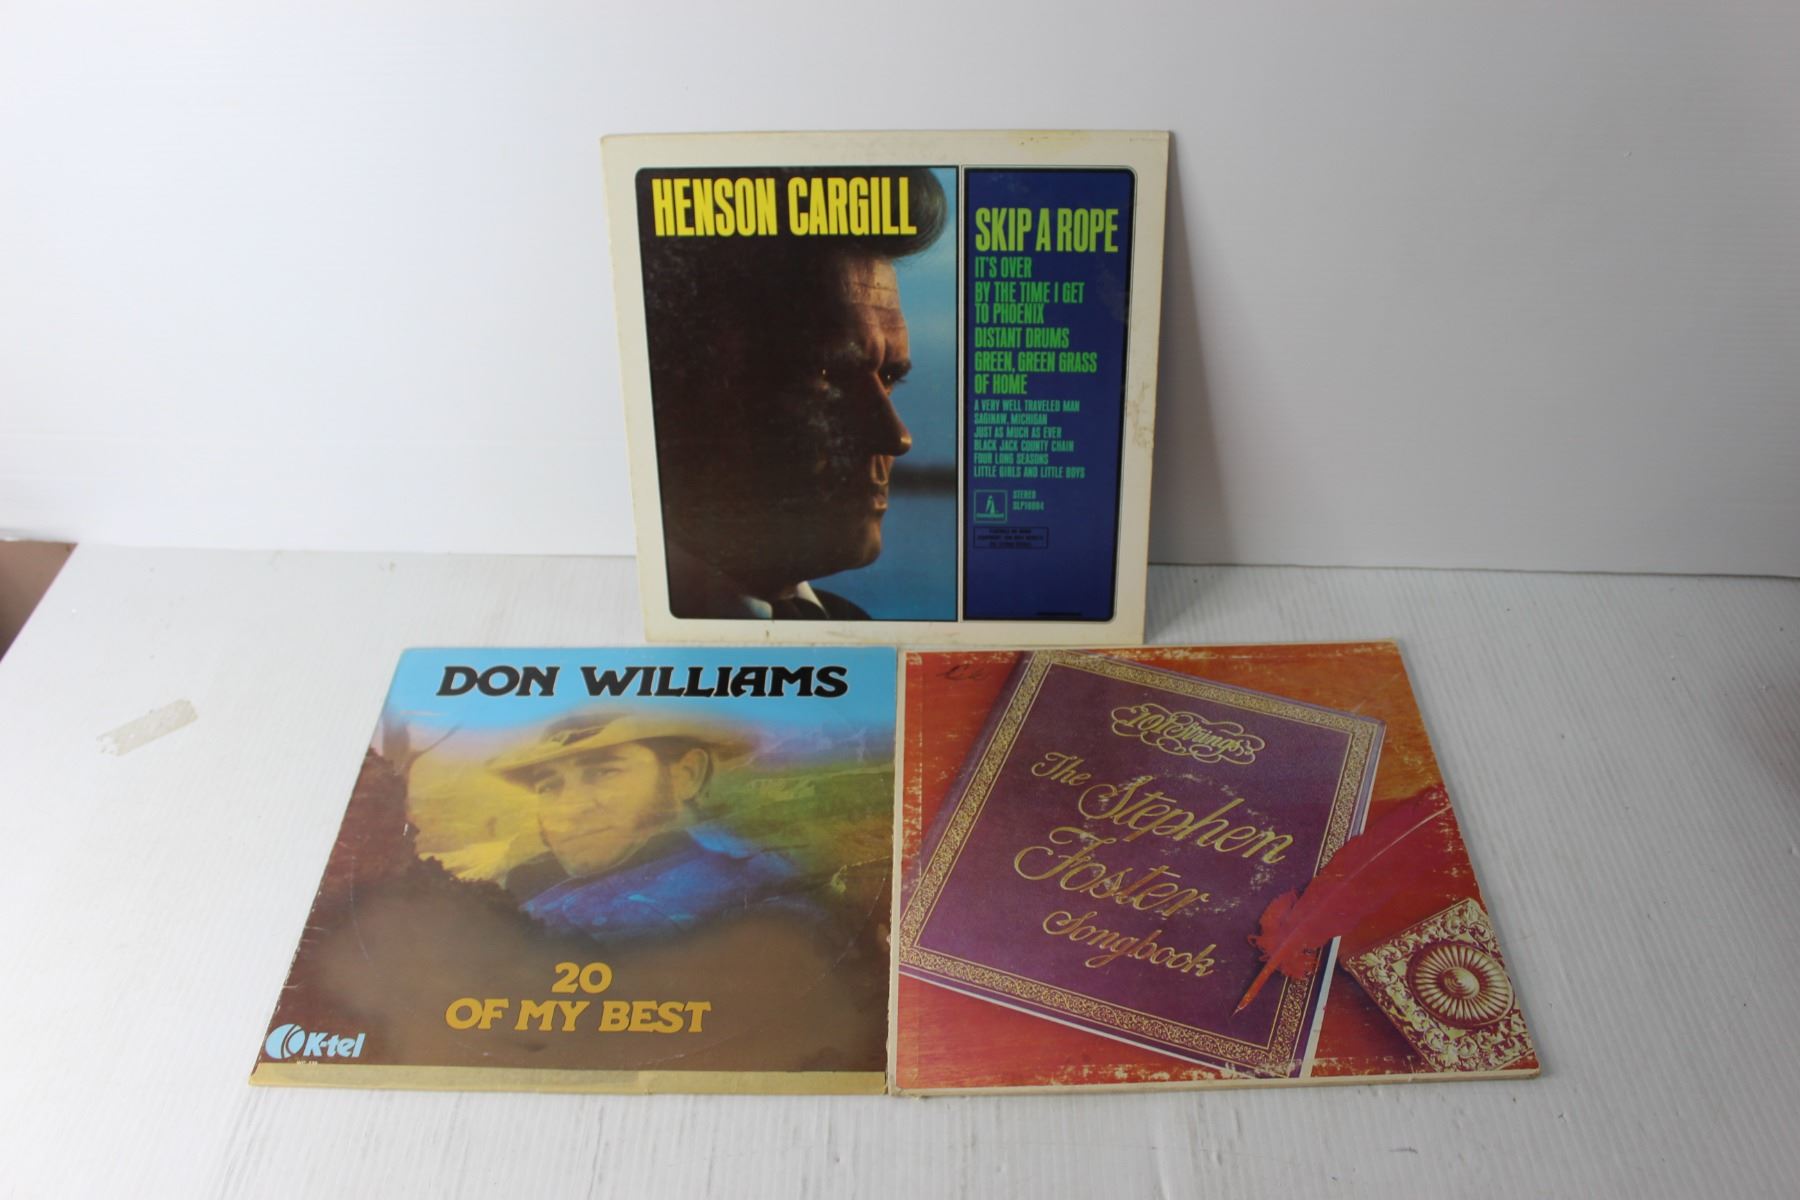 HENSON CARGILL
SKIP A ROPE
IT'S OVER
BY THE TIME I GET
TO PHOENIX
DISTANT DRUMS
GREEN, GREEN GRASS
OF HOME
A VERY WELL TRAVELED MAN
SAGINAW, MICHIGAN
JUST AS MUCH AS EVER
BLACK JACK COUNTY CHAIN
FOUR LONG SEASONS
LITTLE GIRLS AND LITTLE BOYS
STEREO
DON WILLIAMS
20
OF MY BEST
K-tel
101 Strings
The
Stephen
Foster
Songbook